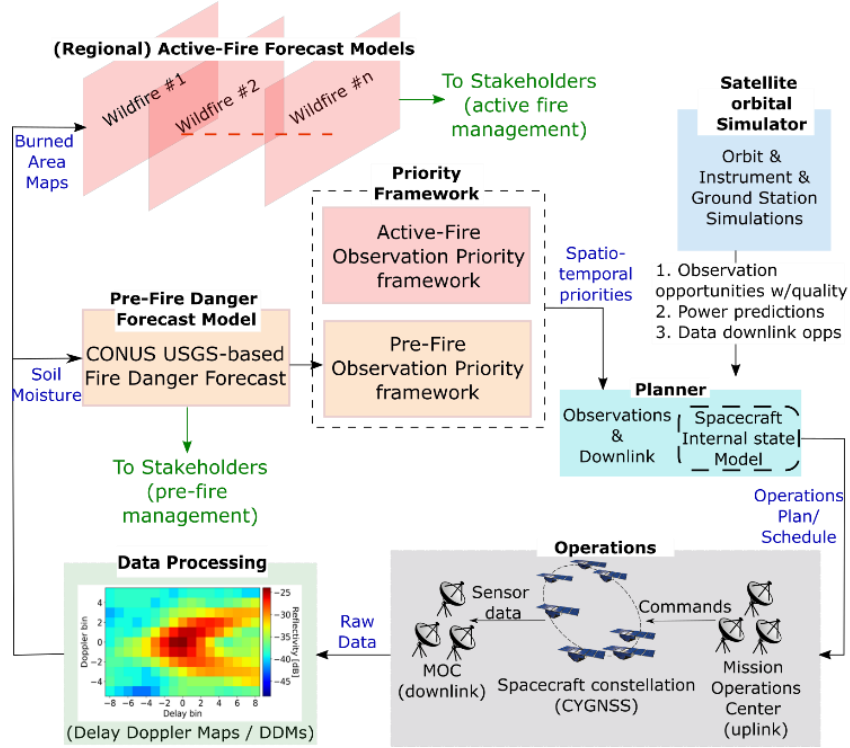 (Regional) Active-Fire Forecast Models
Wildfire #1
Wildfire #2
Wildfire #n
To Stakeholders
(active fire
management)
Satellite
orbital
Simulator
Orbit &
Instrument &
Ground Station
Simulations
Burned
Area
Maps
Priority
Framework
Active-Fire
Observation Priority
framework
Pre-Fire
Observation Priority
framework
Spatio-
temporal
priorities
1. Observation
opportunities w/quality
2. Power predictions
3. Data downlink opps
Pre-Fire Danger
Forecast Model
CONUS USGS-based
Fire Danger Forecast
Soil
Moisture
To Stakeholders
(pre-fire
management)
Planner
Observations
&
Downlink
Spacecraft
Internal state
Model
Operations
Plan/
Schedule
Data Processing
Doppler bin
4
2
0
−2
−4
−8 −6 −4 −2 0 2 4 6 8
Delay bin
−25
−30
−35
−40
−45
Reflectivity [dB]
(Delay Doppler Maps / DDMs)
Raw
Data
Operations
Sensor
data
Commands
MOC
(downlink)
Spacecraft constellation
(CYGNSS)
Mission
Operations
Center
(uplink)